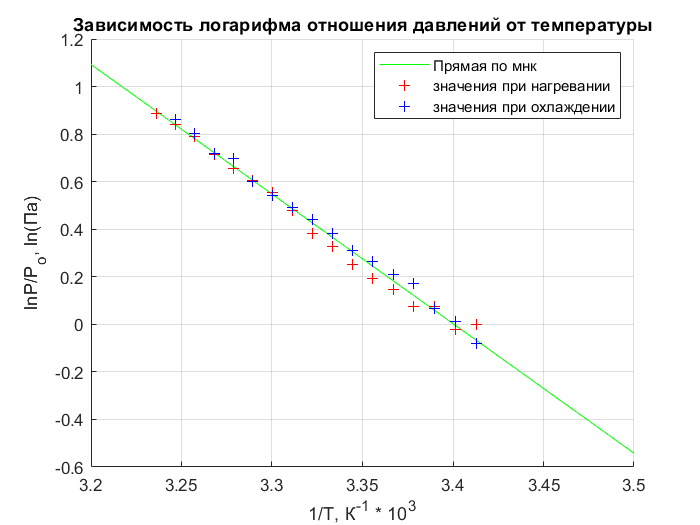 Зависимость логарифма отношения давлений от температуры
Прямая по мнк
значения при нагревании
значения при охлаждении
lnP/P_o, ln(Па)
1.2
1
0.8
0.6
0.4
0.2
0
-0.2
-0.4
-0.6
3.2
3.25
3.3
3.35
3.4
3.45
3.5
1/T, К^-1 * 10^3